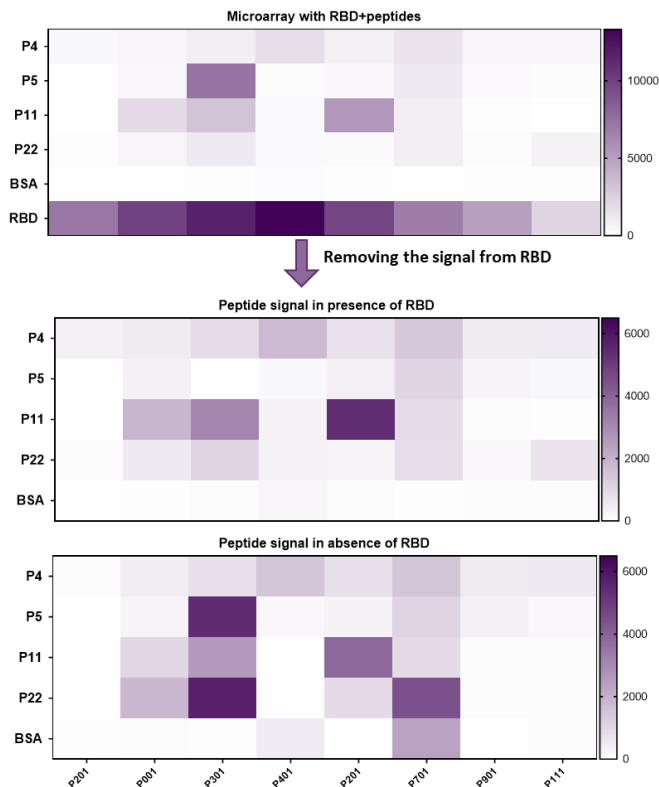 Microarray with RBD+peptides
P4
P5
P11
P22
BSA
RBD
10000
5000
0
Removing the signal from RBD
Peptide signal in presence of RBD
P4
P5
P11
P22
BSA
6000
4000
2000
0
Peptide signal in absence of RBD
P4
P5
P11
P22
BSA
6000
4000
2000
0
P201 P001 P301 P401 P201 P701 P901 P111